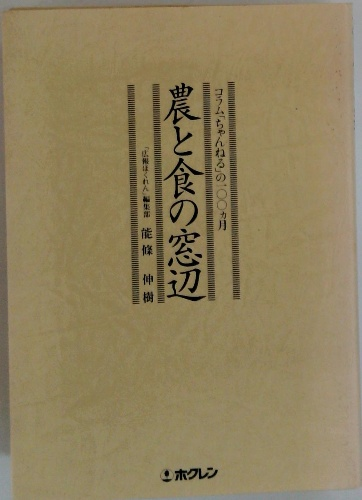 コラム「ちゃんねる」の一〇〇ヵ月
農と食の窓辺
「広報ほくれん」編集部　能條　伸樹
ホクレン